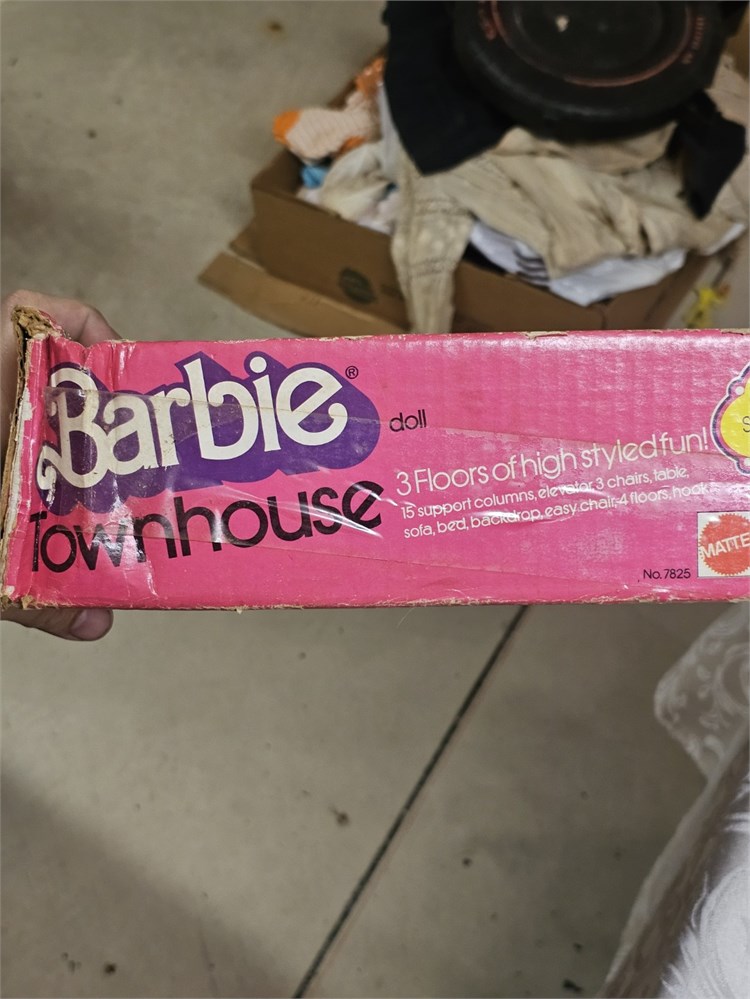 Barbie®
doll
Townhouse
3 Floors of high styled fun!
15 support columns, elevator 3 chairs, table,
sofa, bed, backdrop, easy chair, 4 floors, hook
No. 7825
MATTE